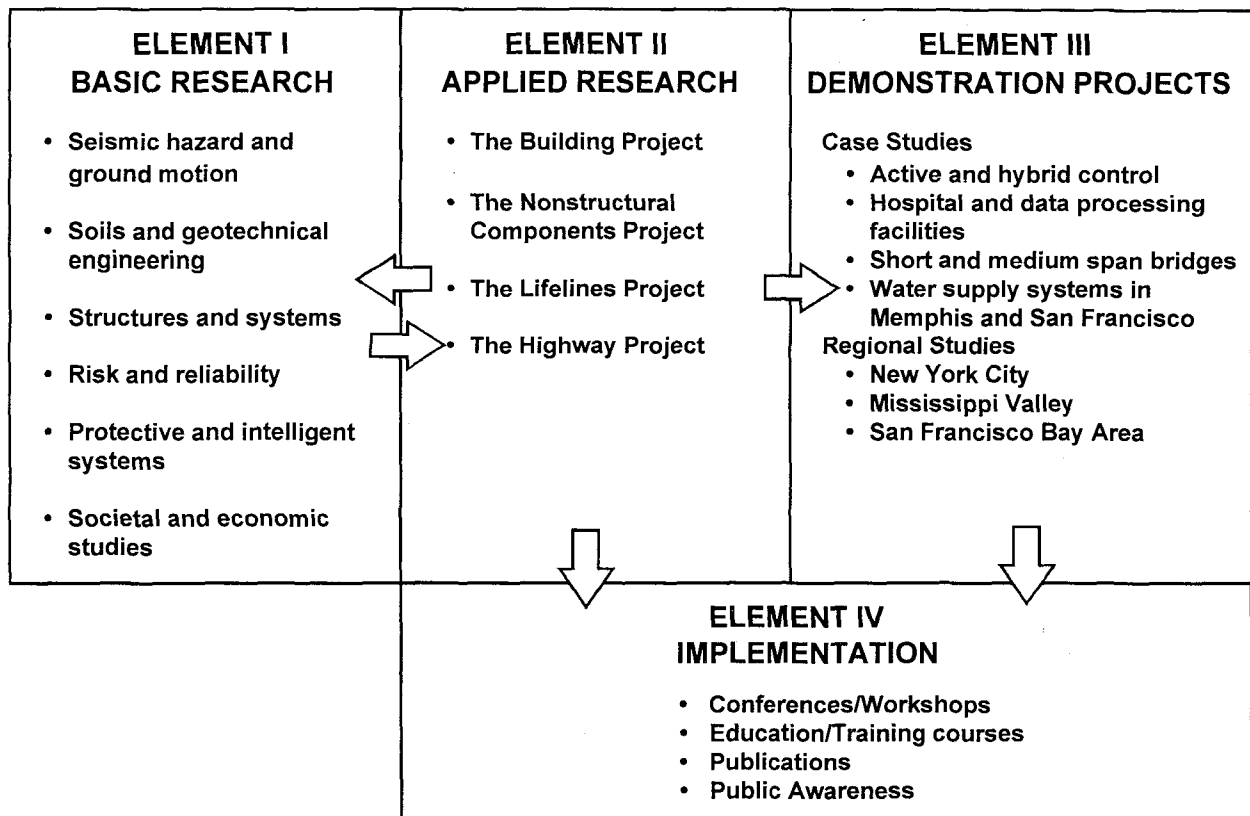 ELEMENT I
BASIC RESEARCH
• Seismic hazard and
ground motion
• Soils and geotechnical
engineering
• Structures and systems
• Risk and reliability
• Protective and intelligent
systems
• Societal and economic
studies
ELEMENT II
APPLIED RESEARCH
• The Building Project
• The Nonstructural
Components Project
• The Lifelines Project
• The Highway Project
ELEMENT III
DEMONSTRATION PROJECTS
Case Studies
• Active and hybrid control
• Hospital and data processing
facilities
• Short and medium span bridges
• Water supply systems in
Memphis and San Francisco
Regional Studies
• New York City
• Mississippi Valley
• San Francisco Bay Area
ELEMENT IV
IMPLEMENTATION
• Conferences/Workshops
• Education/Training courses
• Publications
• Public Awareness